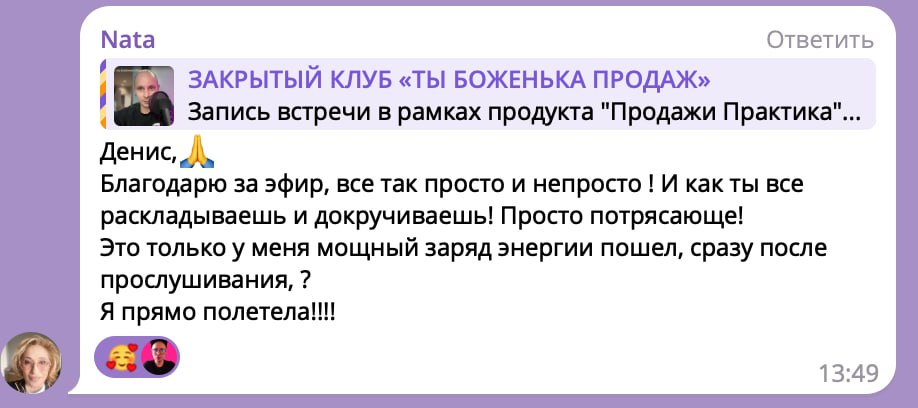 Nata
Ответить
ЗАКРЫТЫЙ КЛУБ «ТЫ БОЖЕНЬКА ПРОДАЖ»
Запись встречи в рамках продукта "Продажи Практика"...
Денис,🙏
Благодарю за эфир, все так просто и непросто ! И как ты все
раскладываешь и докручиваешь! Просто потрясающе!
Это только у меня мощный заряд энергии пошел, сразу после
прослушивания, ?
Я прямо полетела!!!!
🥰
13:49